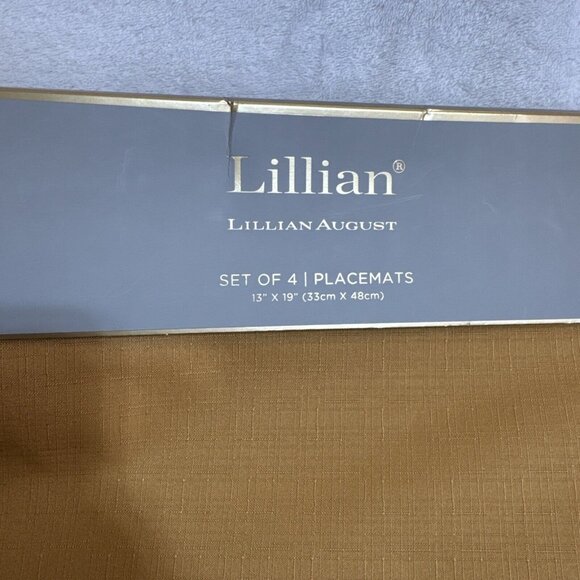 Lillian®
LILLIAN AUGUST
SET OF 4 | PLACEMATS
13" X 19" (33cm X 48cm)